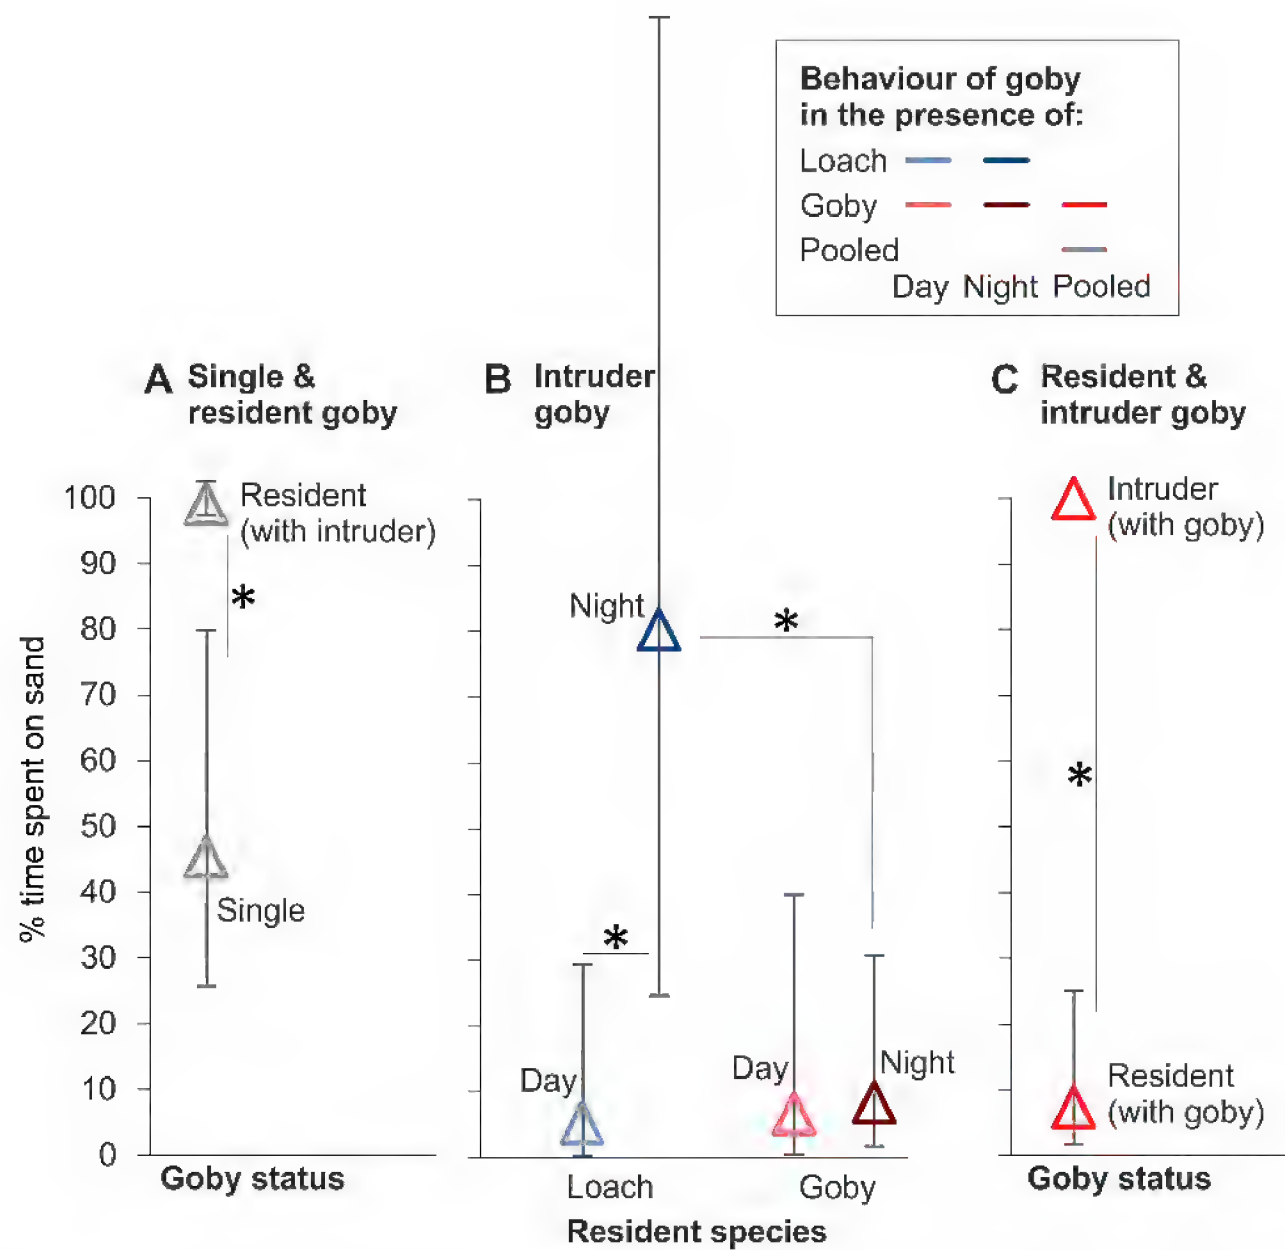 Behaviour of goby
in the presence of:
Loach
Goby
Pooled
Day Night Pooled
A Single &
resident goby
B Intruder
goby
C Resident &
intruder goby
% time spent on sand
100
90
80
70
60
50
40
30
20
10
0
Resident
(with intruder)
*
Single
Goby status
Night
*
*
Day
Day
Night
Loach
Goby
Resident species
Intruder
(with goby)
*
Resident
(with goby)
Goby status